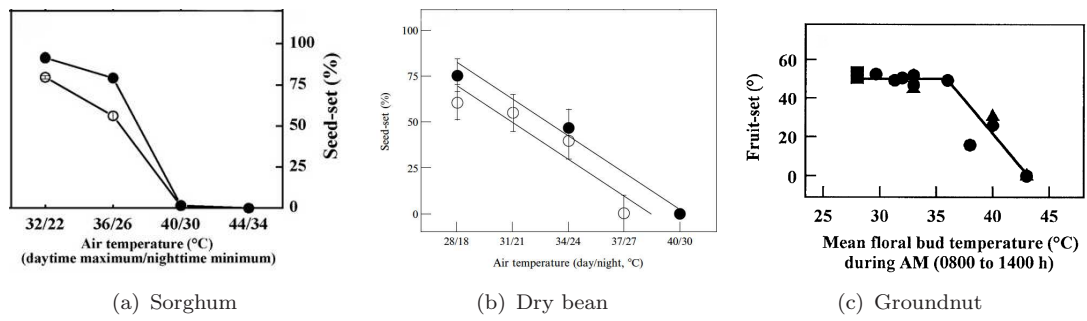 100
75
50
25
0
Seed-set (%)
32/22 36/26 40/30 44/34
Air temperature (°C)
(daytime maximum/nighttime minimum)
(a) Sorghum
100
75
50
25
0
Seed-set (%)
28/18 31/21 34/24 37/27 40/30
Air temperature (day/night, °C)
(b) Dry bean
60
40
20
0
Fruit-set (°)
25 30 35 40 45
Mean floral bud temperature (°C)
during AM (0800 to 1400 h)
(c) Groundnut